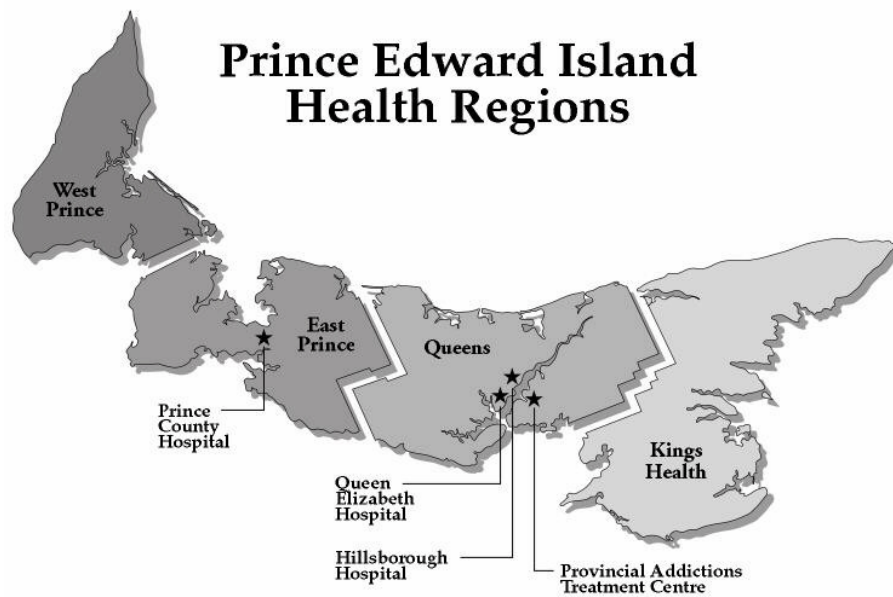 Prince Edward Island
Health Regions
West
Prince
East
Prince
Queens
Kings
Health
Prince
County
Hospital
Queen
Elizabeth
Hospital
Hillsborough
Hospital
Provincial Addictions
Treatment Centre